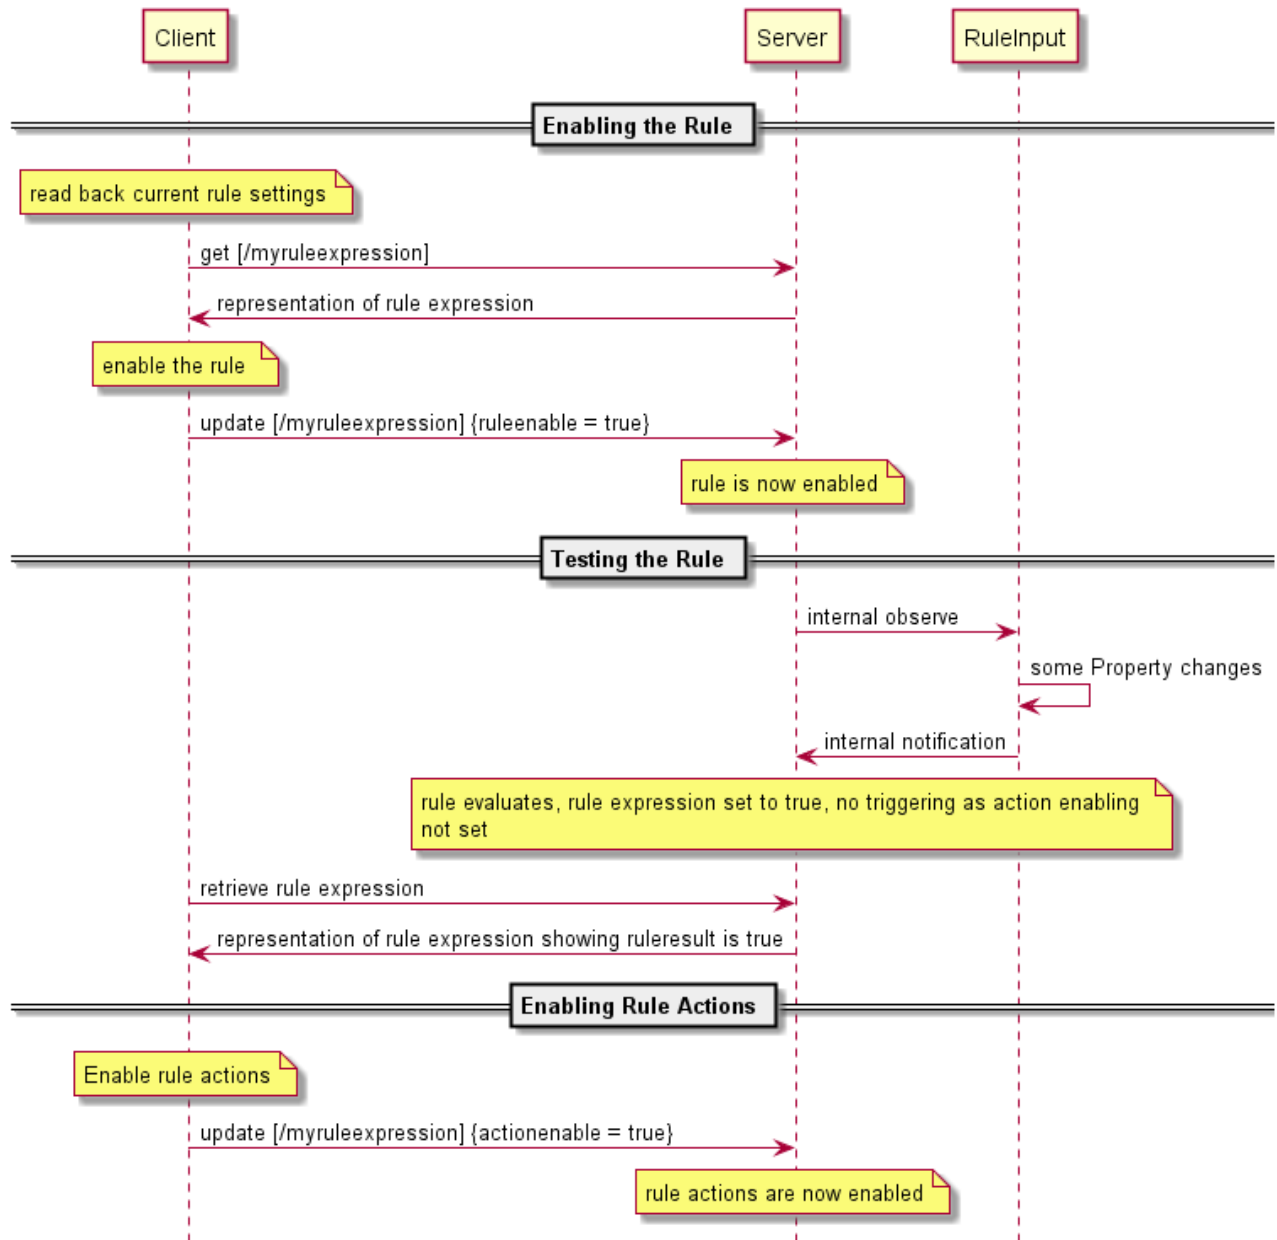 Client
Server
RuleInput
Enabling the Rule
read back current rule settings
get [/myruleexpression]
representation of rule expression
enable the rule
update [/myruleexpression] {ruleenable = true}
rule is now enabled
Testing the Rule
internal observe
some Property changes
internal notification
rule evaluates, rule expression set to true, no triggering as action enabling
not set
retrieve rule expression
representation of rule expression showing ruleresult is true
Enabling Rule Actions
Enable rule actions
update [/myruleexpression] {actionenable = true}
rule actions are now enabled